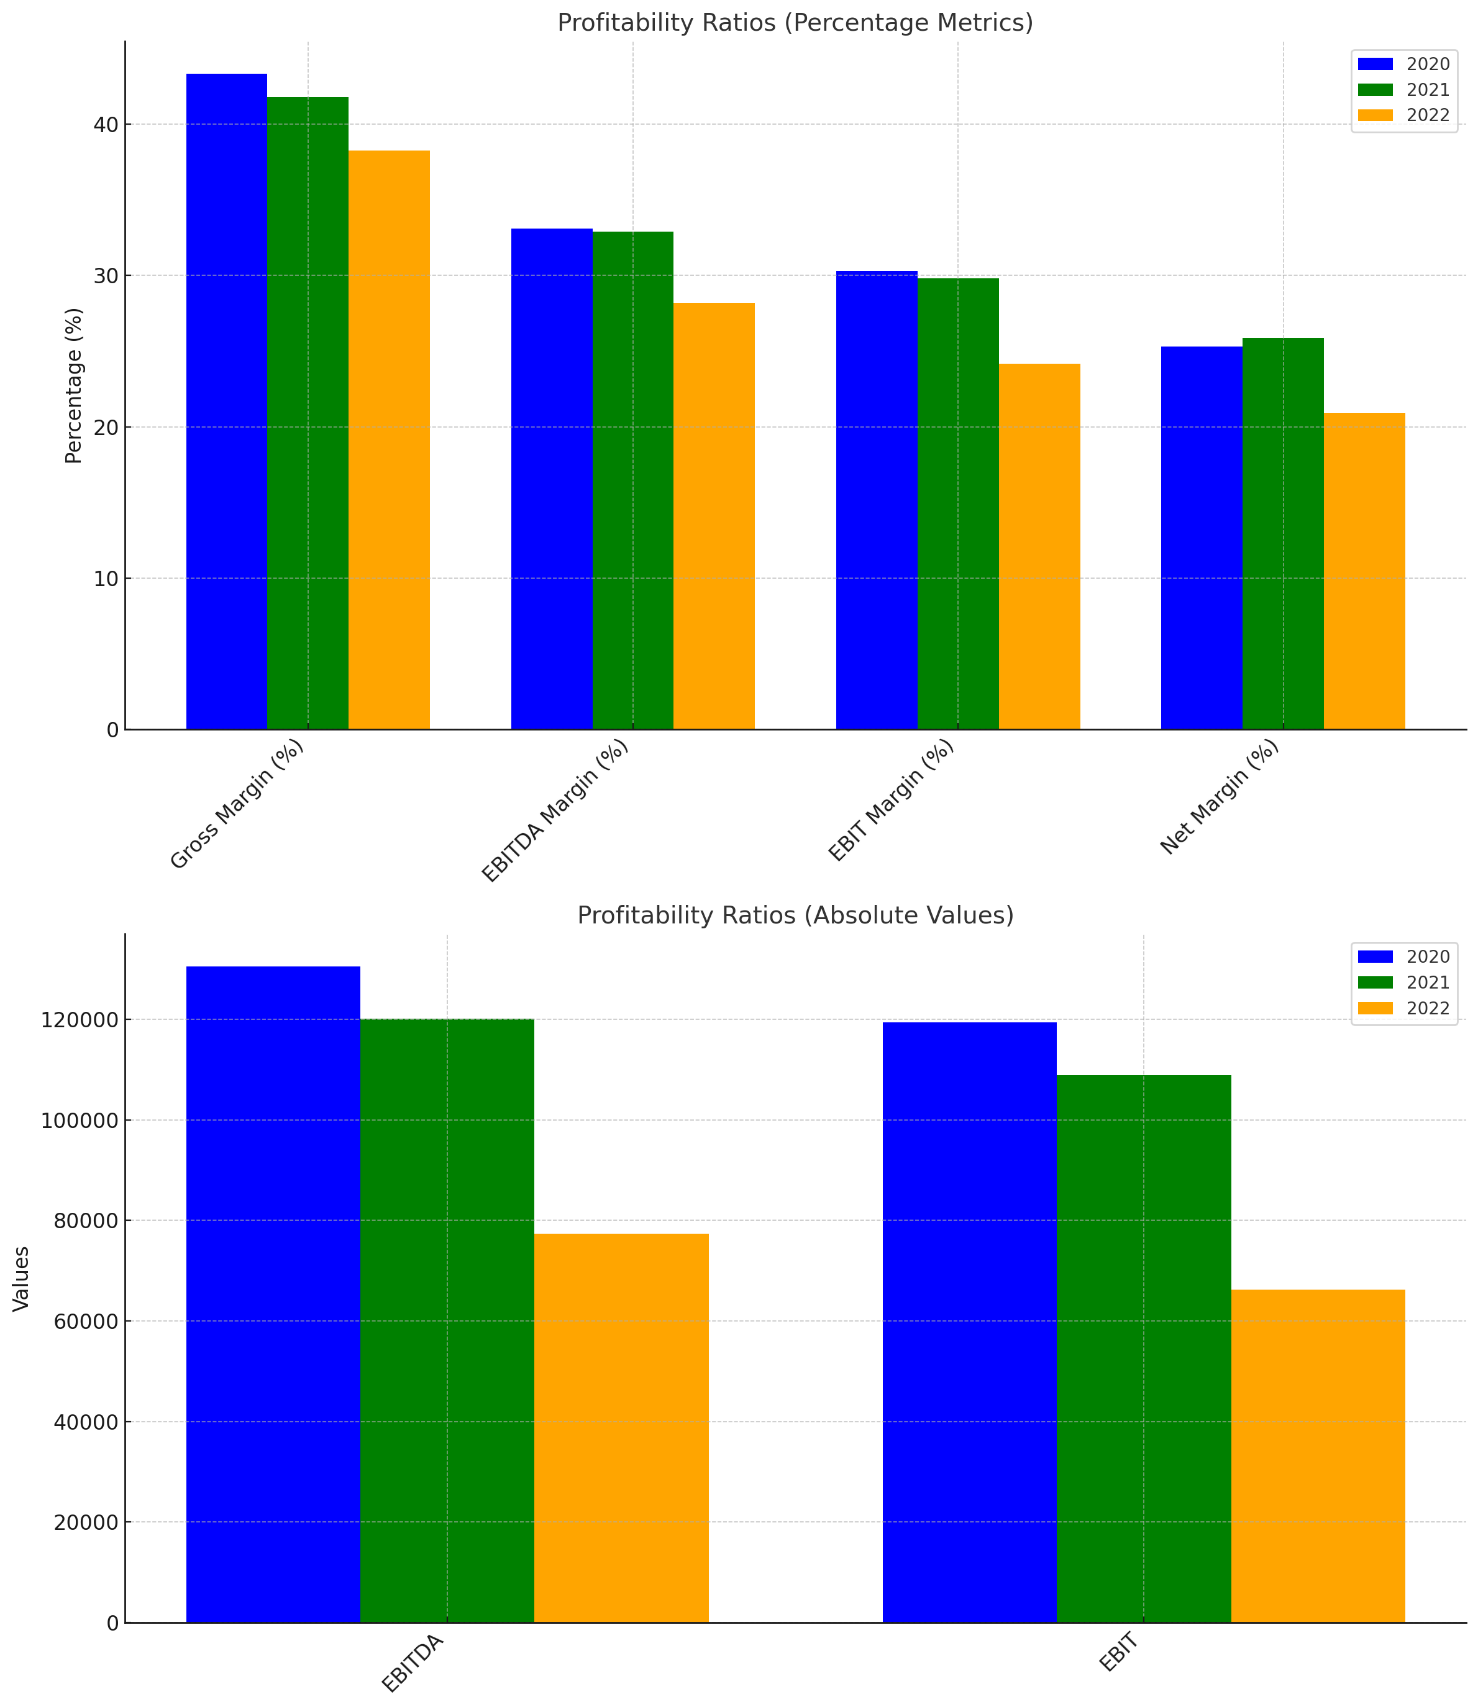 Profitability Ratios (Percentage Metrics)
2020
2021
2022
Percentage (%)
40
30
20
10
0
Gross Margin (%)
EBITDA Margin (%)
EBIT Margin (%)
Net Margin (%)
Profitability Ratios (Absolute Values)
2020
2021
2022
Values
120000
100000
80000
60000
40000
20000
0
EBITDA
EBIT